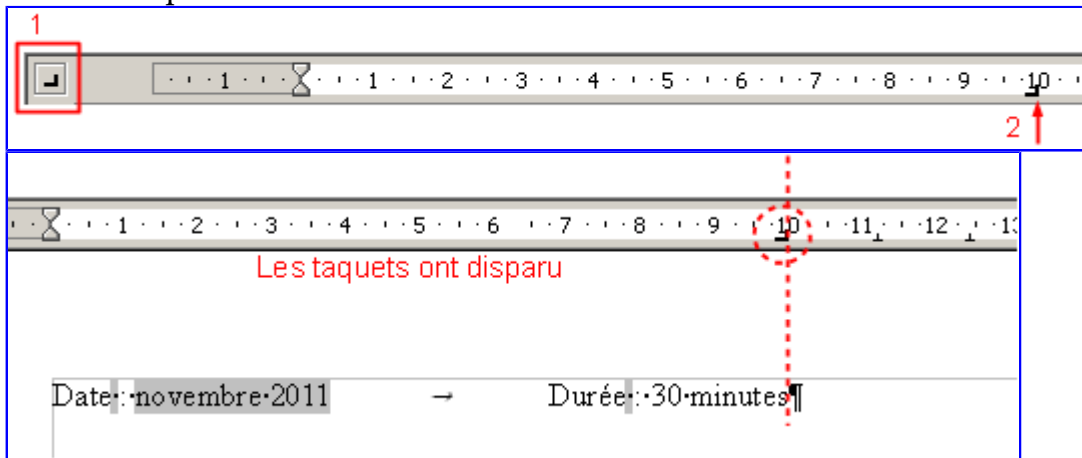 1
1 1 2 3 4 5 6 7 8 9 10
2
1 2 3 4 5 6 7 8 9 10 11 12 13
Les taquets ont disparu
Date·:·novembre·2011 → Durée·:·30·minutes¶